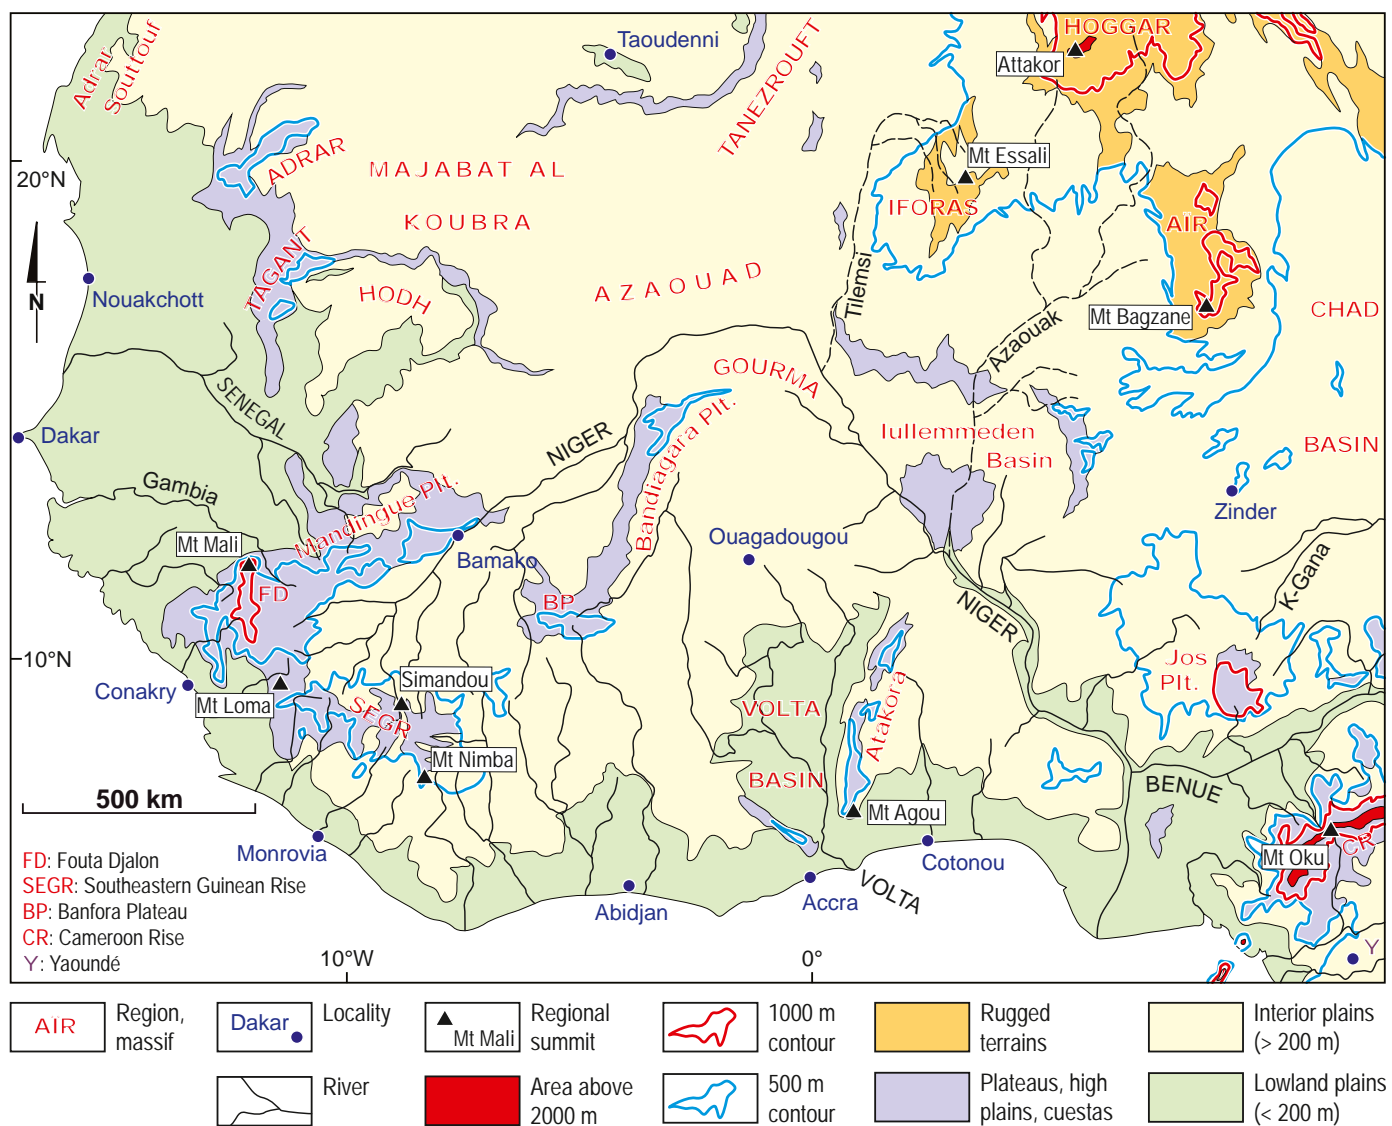 HOGGAR
Taoudenni
Attakor
Adrar
Souttouf
TANEZROUFT
ADRAR
MAJABAT AL
Mt Essali
20°N
KOUBRA
IFORAS
AÏR
TAGANT
AZAOUAD
Tilemsi
N
Nouakchott
HODH
Mt Bagzane
CHAD
Azaouak
GOURMA
SENEGAL
Dakar
NIGER
Bandiagara Plt.
Iullemmeden
Basin
BASIN
Gambia
Mandingue Plt.
Zinder
Mt Mali
Bamako
Ouagadougou
K-Gana
FD
BP
NIGER
10°N
Conakry
Mt Loma
Simandou
SEGR
VOLTA
Atakora
Jos
Plt.
Mt Nimba
BASIN
BENUE
500 km
Mt Agou
Monrovia
Cotonou
Mt Oku
CR
FD: Fouta Djalon
SEGR: Southeastern Guinean Rise
BP: Banfora Plateau
CR: Cameroon Rise
Y: Yaoundé
Abidjan
Accra
VOLTA
Y
10°W
0°
AÏR
Region,
massif
Dakar
Locality
Mt Mali
Regional
summit
1000 m
contour
Rugged
terrains
Interior plains
(> 200 m)
River
Area above
2000 m
500 m
contour
Plateaus, high
plains, cuestas
Lowland plains
(< 200 m)